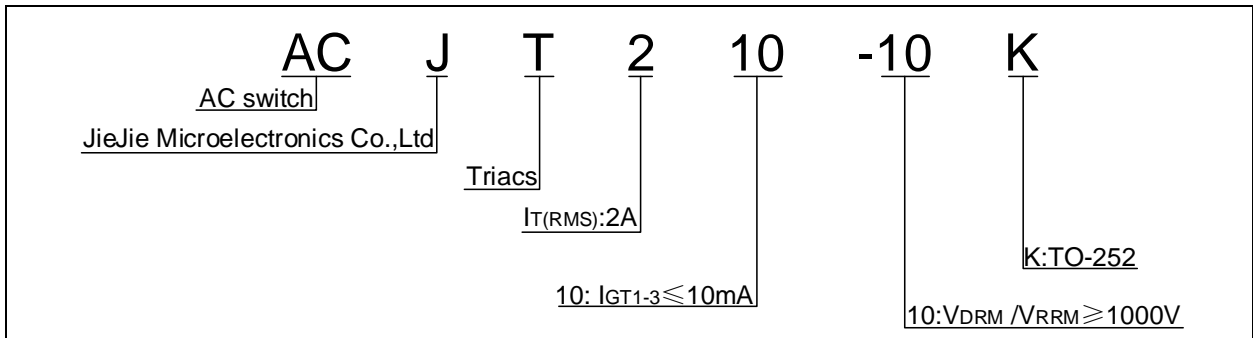 AC J T 2 10 -10 K
AC switch
JieJie Microelectronics Co.,Ltd
Triacs
IT(RMS):2A
K:TO-252
10: IGT1-3≤10mA
10:VDRM /VRRM≥1000V